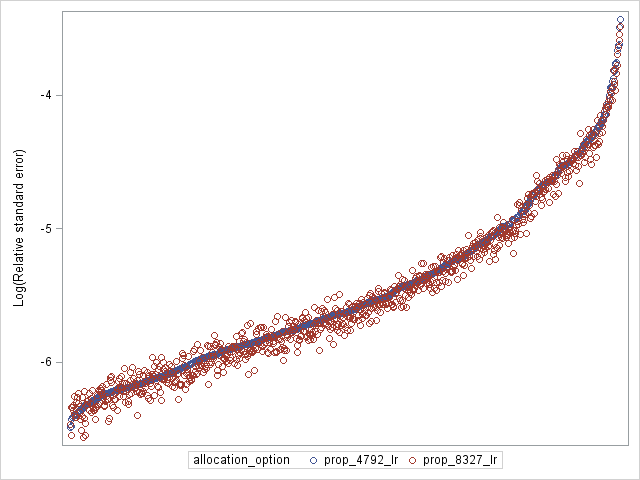 -4
-5
-6
Log(Relative standard error)
allocation_option prop_4792_lr prop_8327_lr